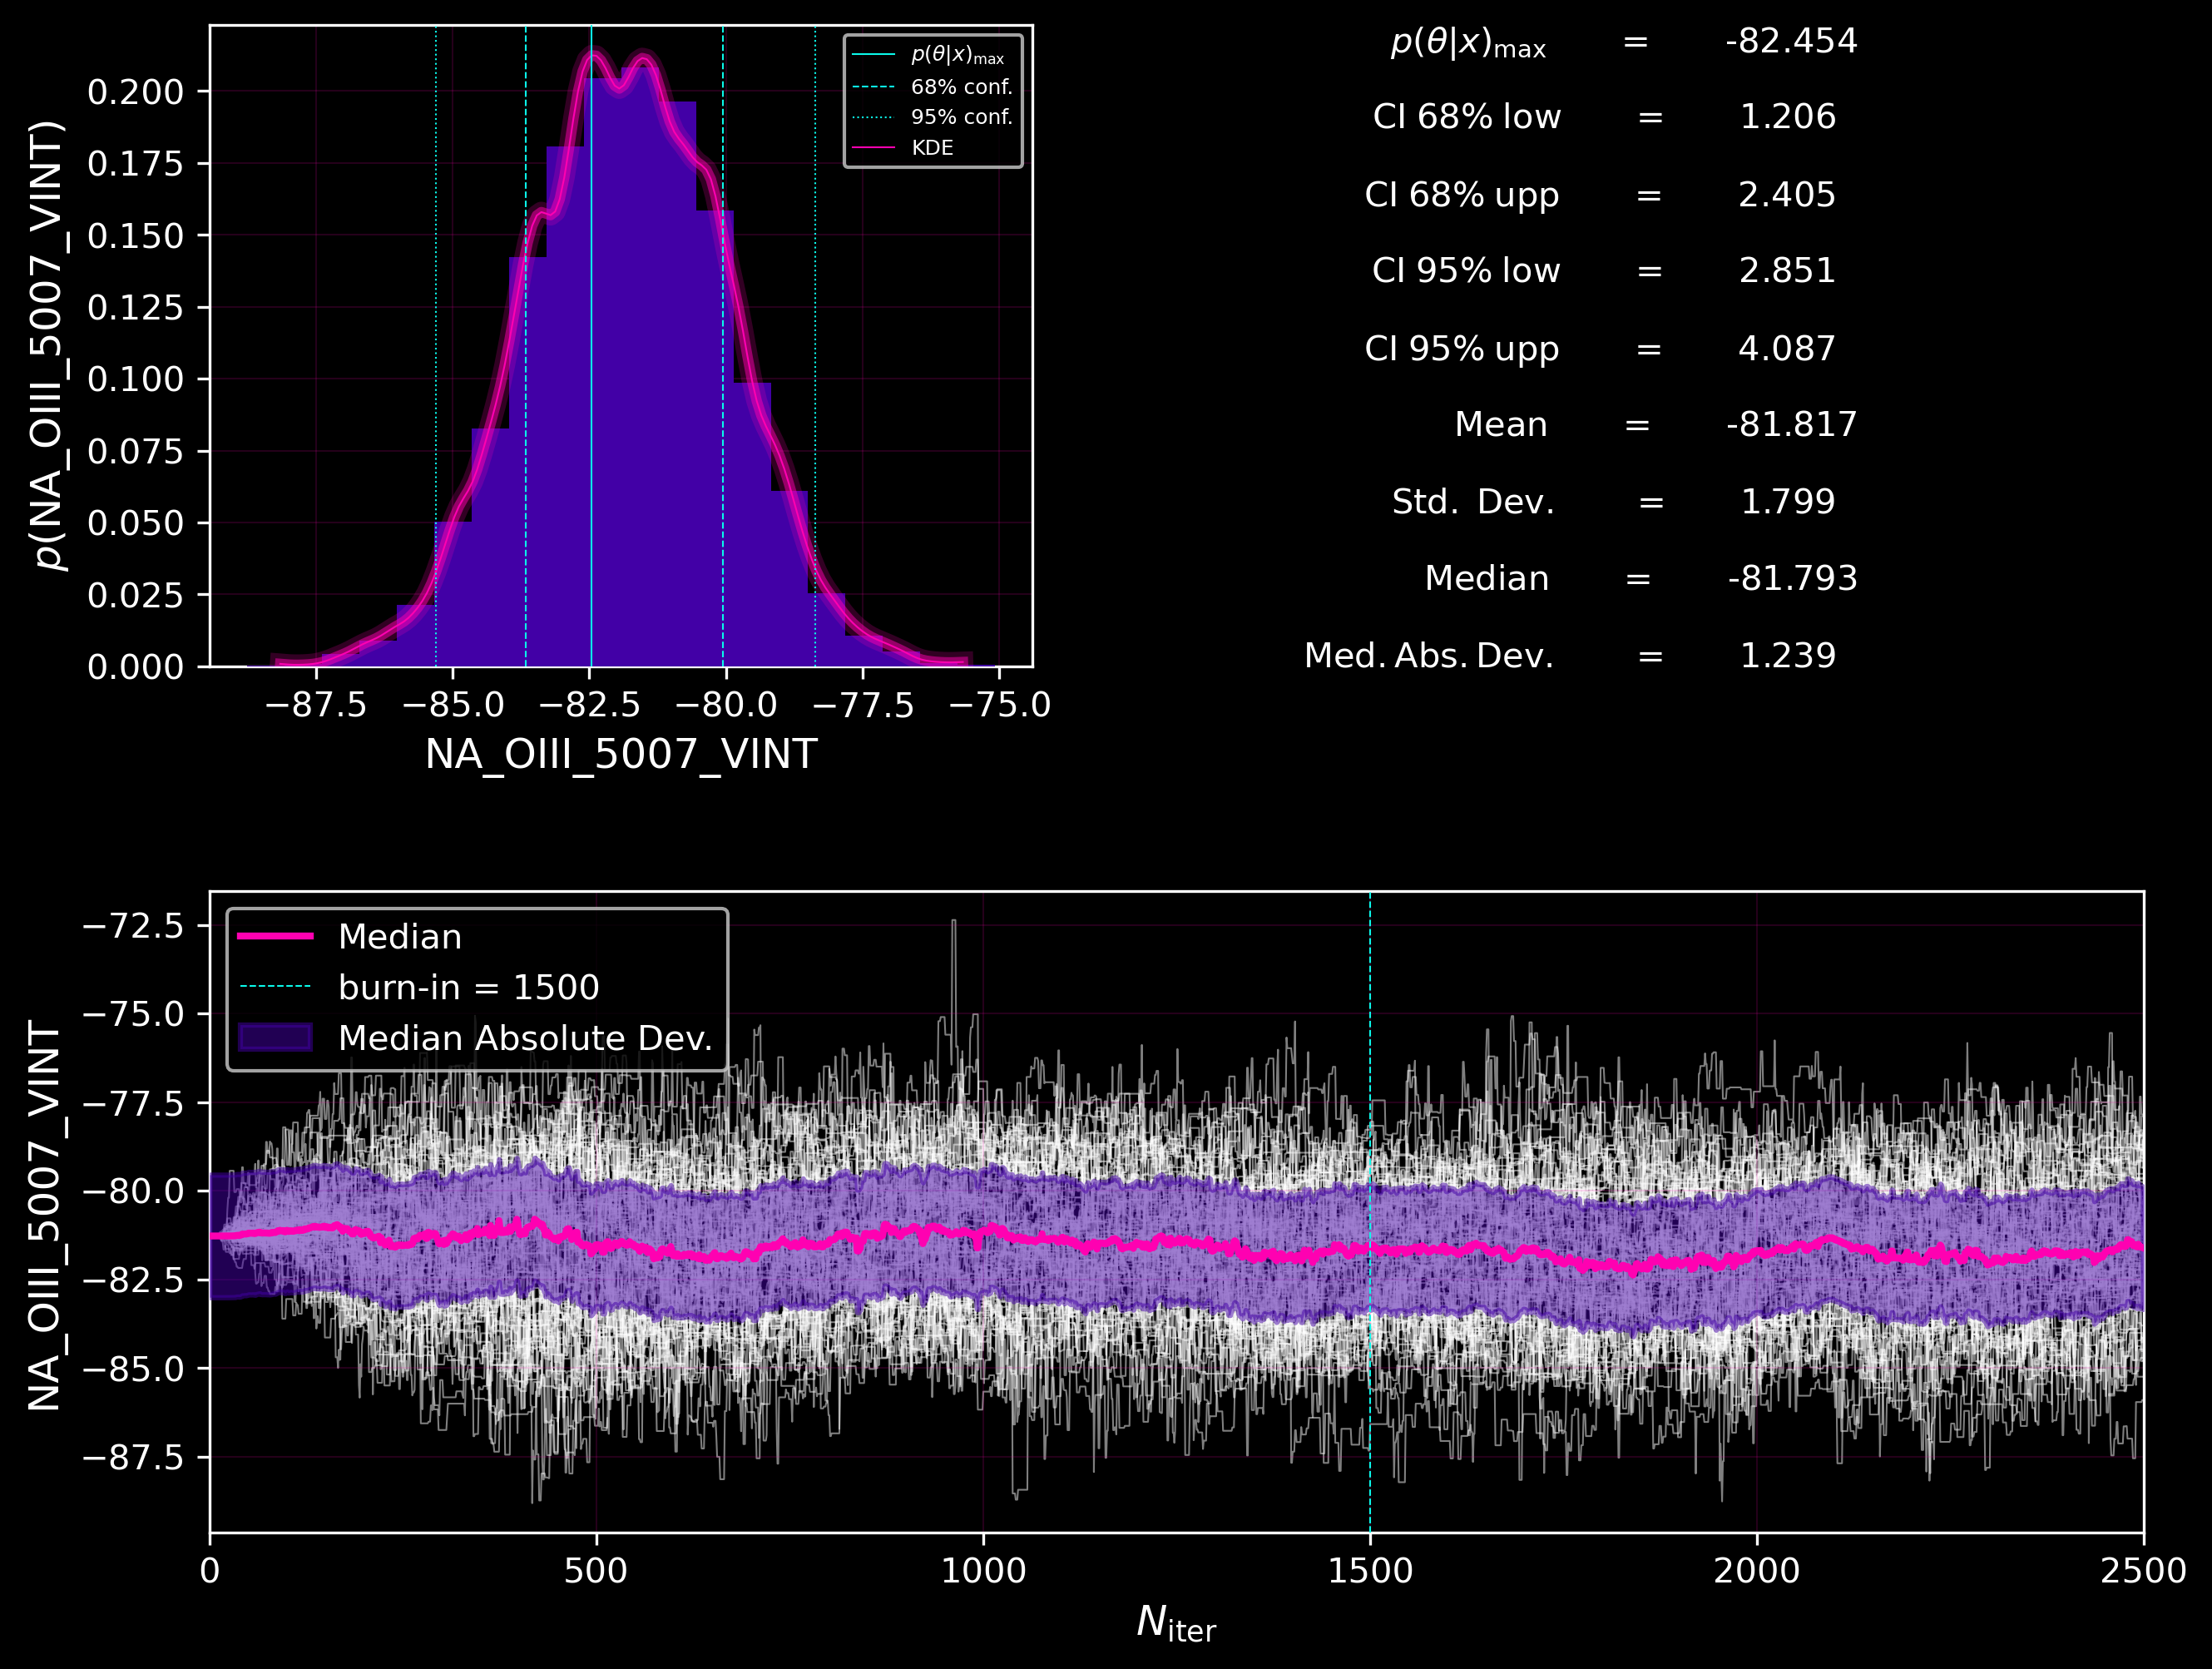 p(NA_OIII_5007_VINT)
0.200
0.175
0.150
0.125
0.100
0.075
0.050
0.025
0.000
−87.5 −85.0 −82.5 −80.0 −77.5 −75.0
NA_OIII_5007_VINT
p(θ|x)max
68% conf.
95% conf.
KDE
p(θ|x)max = -82.454
CI 68% low = 1.206
CI 68% upp = 2.405
CI 95% low = 2.851
CI 95% upp = 4.087
Mean = -81.817
Std. Dev. = 1.799
Median = -81.793
Med. Abs. Dev. = 1.239
NA_OIII_5007_VINT
−72.5
−75.0
−77.5
−80.0
−82.5
−85.0
−87.5
Median
burn-in = 1500
Median Absolute Dev.
0 500 1000 1500 2000 2500
Niter